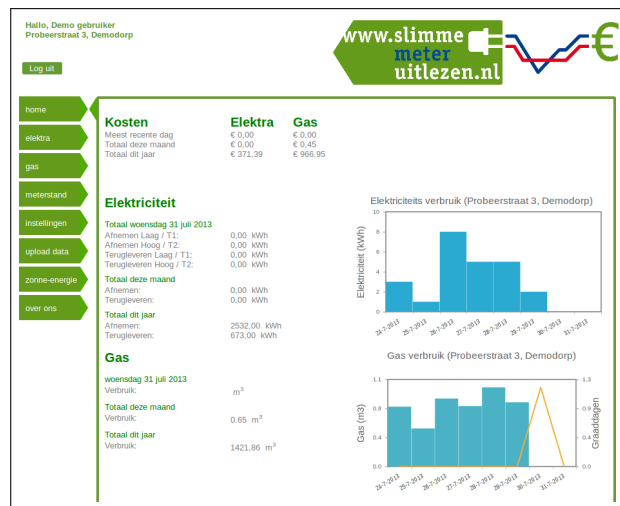 Hallo, Demo gebruiker
Probeerstraat 3, Demodorp
Log uit
www.slimme
meter
uitlezen.nl
€
home
elektra
gas
meterstand
instellingen
upload data
zonne-energie
over ons
Kosten Elektra Gas
Meest recente dag € 0,00 € 0,00
Totaal deze maand € 0,00 € 0,45
Totaal dit jaar € 371,39 € 966,95
Elektriciteit
Totaal woensdag 31 juli 2013
Afnemen Laag / T1: 0,00 kWh
Afnemen Hoog / T2: 0,00 kWh
Terugleveren Laag / T1: 0,00 kWh
Terugleveren Hoog / T2: 0,00 kWh
Totaal deze maand
Afnemen: 0,00 kWh
Terugleveren: 0,00 kWh
Totaal dit jaar
Afnemen: 2532,00 kWh
Terugleveren: 673,00 kWh
Gas
woensdag 31 juli 2013
Verbruik: m³
Totaal deze maand
Verbruik: 0.65 m³
Totaal dit jaar
Verbruik: 1421,86 m³
Elektriciteits verbuik (Probeerstraat 3, Demodorp)
Elektriciteit (kWh)
10
8
6
4
2
0
24-7-2013 25-7-2013 26-7-2013 27-7-2013 28-7-2013 29-7-2013 30-7-2013 31-7-2013
Gas verbruik (Probeerstraat 3, Demodorp)
Gas (m3)
1.1 1.3
0.8 0.9
0.4 0.4
0.0 0.0
Graaddagen
24-7-2013 25-7-2013 26-7-2013 27-7-2013 28-7-2013 29-7-2013 30-7-2013 31-7-2013